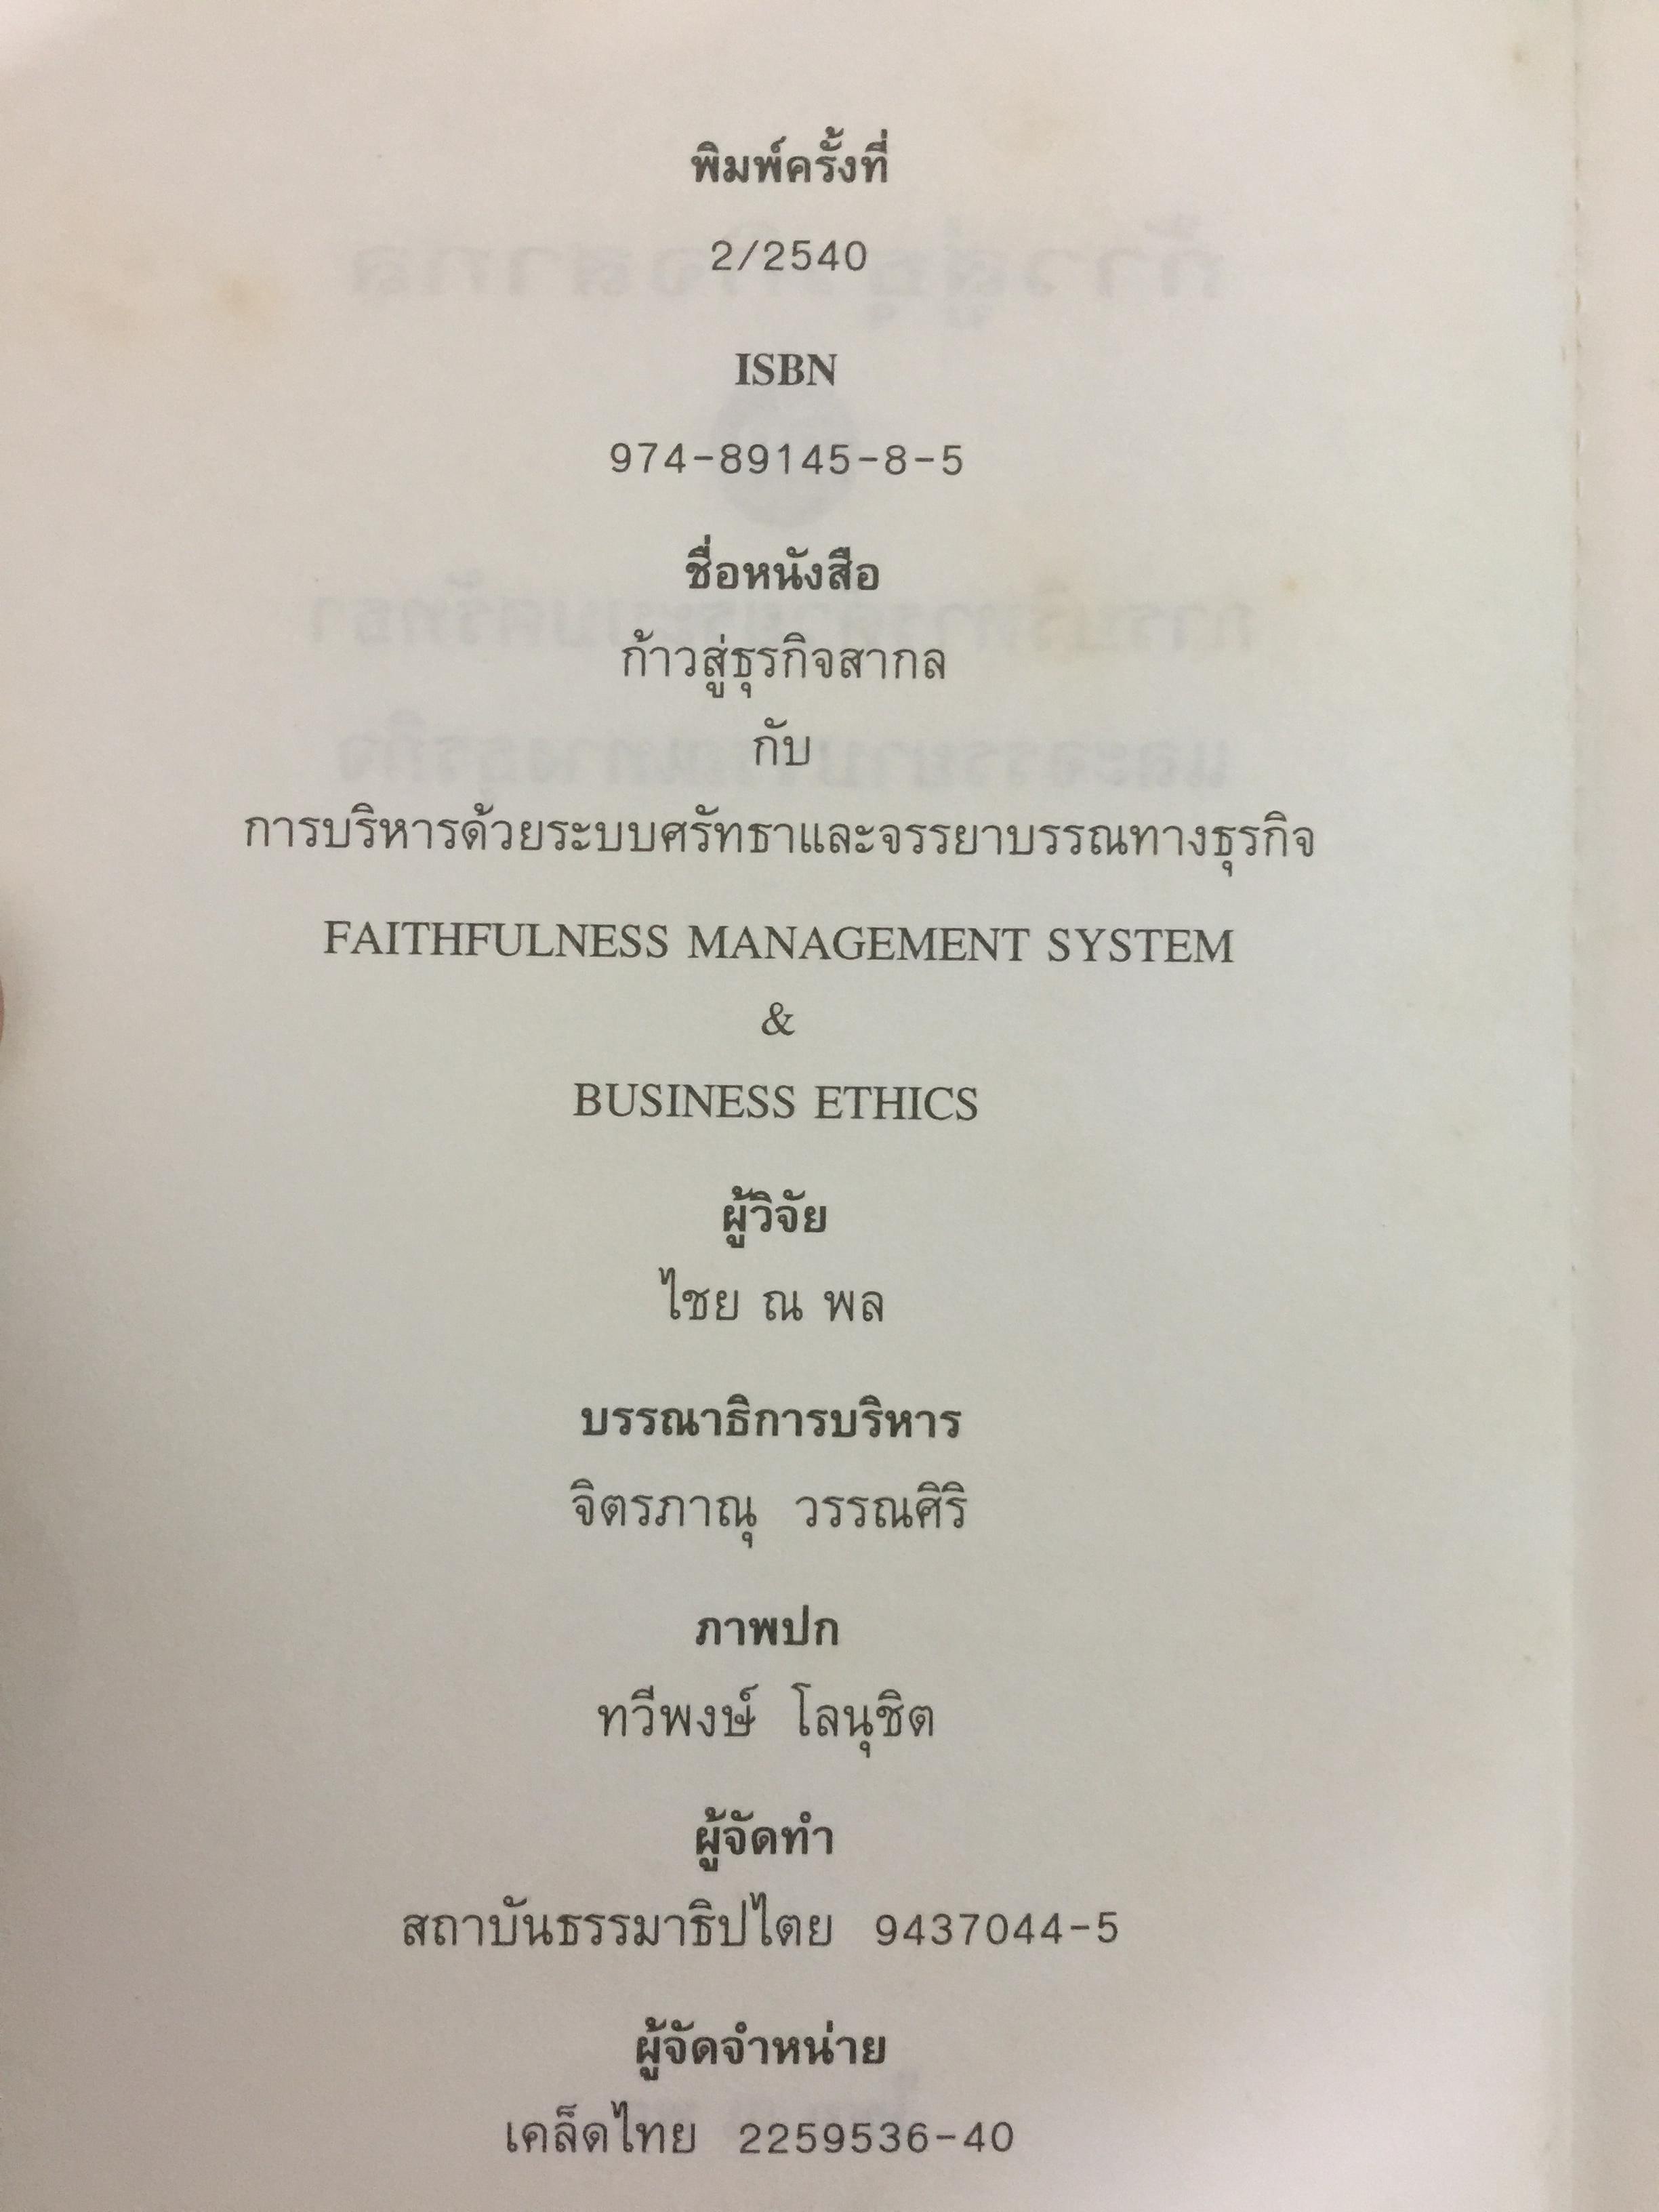 พิมพ์ครั้งที่
2/2540
ISBN
974-89145-8-5
ชื่อหนังสือ
ก้าวสู่ธุรกิจสากล
กับ
การบริหารด้วยระบบศรัทธาและจรรยาบรรณทางธุรกิจ
FAITHFULNESS MANAGEMENT SYSTEM
&
BUSINESS ETHICS
ผู้วิจัย
ไชย ณ พล
บรรณาธิการบริหาร
จิตรภาณุ วรรณศิริ
ภาพปก
ทวีพงษ์ โลนุชิต
ผู้จัดทำ
สถาบันธรรมาธิปไตย 9437044-5
ผู้จัดจำหน่าย
เคล็ดไทย 2259536-40